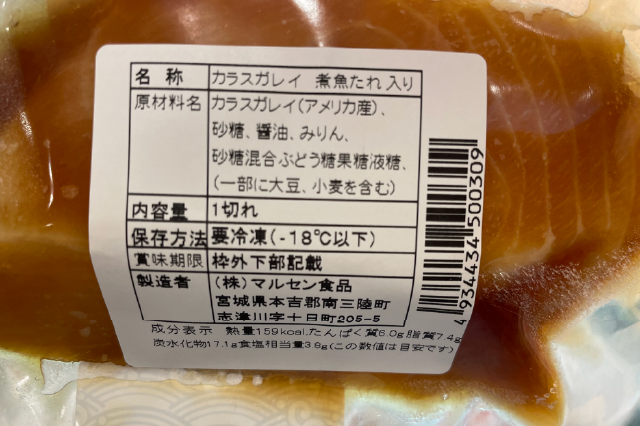 名 称 カラスガレイ 煮魚たれ入り
原材料名 カラスガレイ(アメリカ産)、
砂糖、醤油、みりん、
砂糖混合ぶどう糖果糖液糖、
(一部に大豆、小麦を含む)
内容量 1切れ
保存方法 要冷凍(-18℃以下)
賞味期限 枠外下部記載
製造者 (株)マルセン食品
宮城県本吉郡南三陸町
志津川字十日町205-5
成分表示 熱量159kcal.たんぱく質6.0g脂質7.4g
炭水化物17.1g食塩相当量3.8g(この数値は目安です)
4934434500309